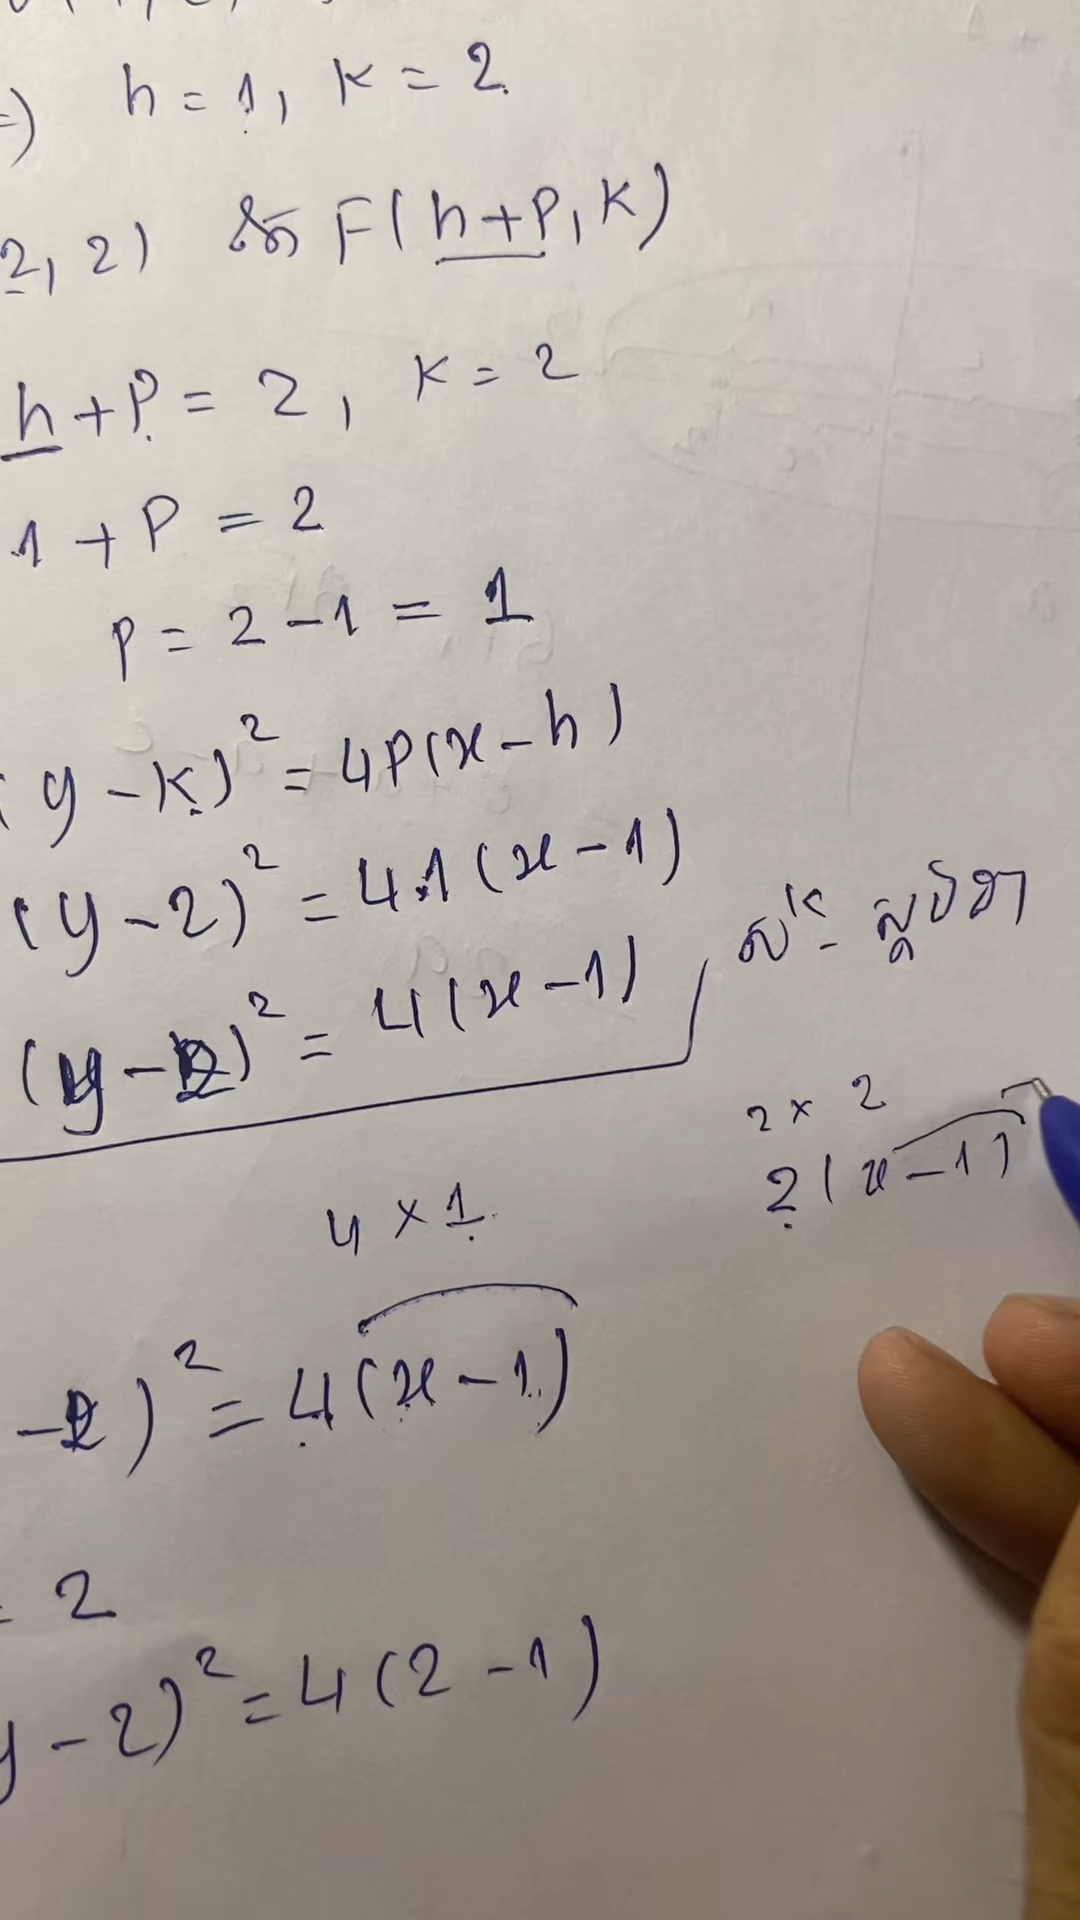 =) h = 1, k = 2
2, 2) F(h+P, K)
h + P = 2, K = 2
1 + P = 2
P = 2 - 1 = 1
(y - k)² = 4P(x - h)
(y - 2)² = 4.1(x - 1)
(y - 2)² = 4(x - 1)
2 × 2
2(x - 1)
4 × 1
- 2)² = 4(x - 1)
= 2
y - 2)² = 4(2 - 1)